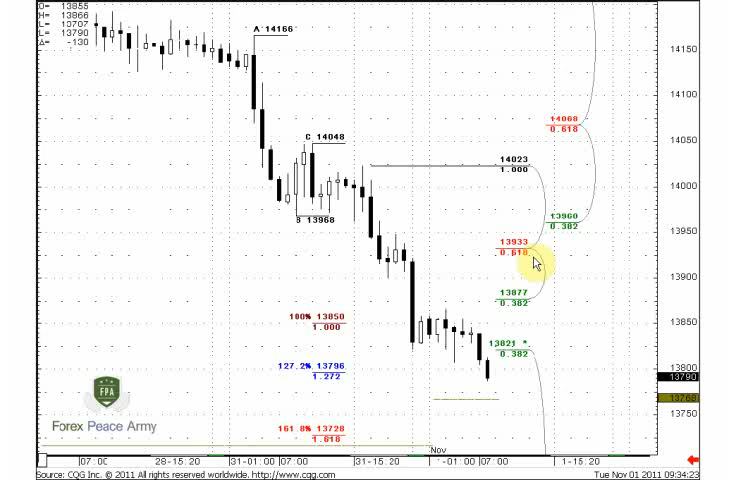 O= 13855
H= 13866
L= 13707
L= 13790
Δ= -130
A 14166
C 14048
B 13968
14023
1.000
14068
0.618
13960
0.382
13933
0.618
13877
0.382
13821 *
0.382
100% 13850
1.000
127.2% 13796
1.272
161.8% 13728
1.618
14150
14100
14050
14000
13950
13900
13850
13800
13790
13768
13750
FPA
Forex Peace Army
Nov
07:00
28-15:20
31-01:00
07:00
31-15:20
1-01:00
07:00
1-15:20
Source: CQG Inc. © 2011 All rights reserved worldwide. http://www.cqg.com
Tue Nov 01 2011 09:34:23